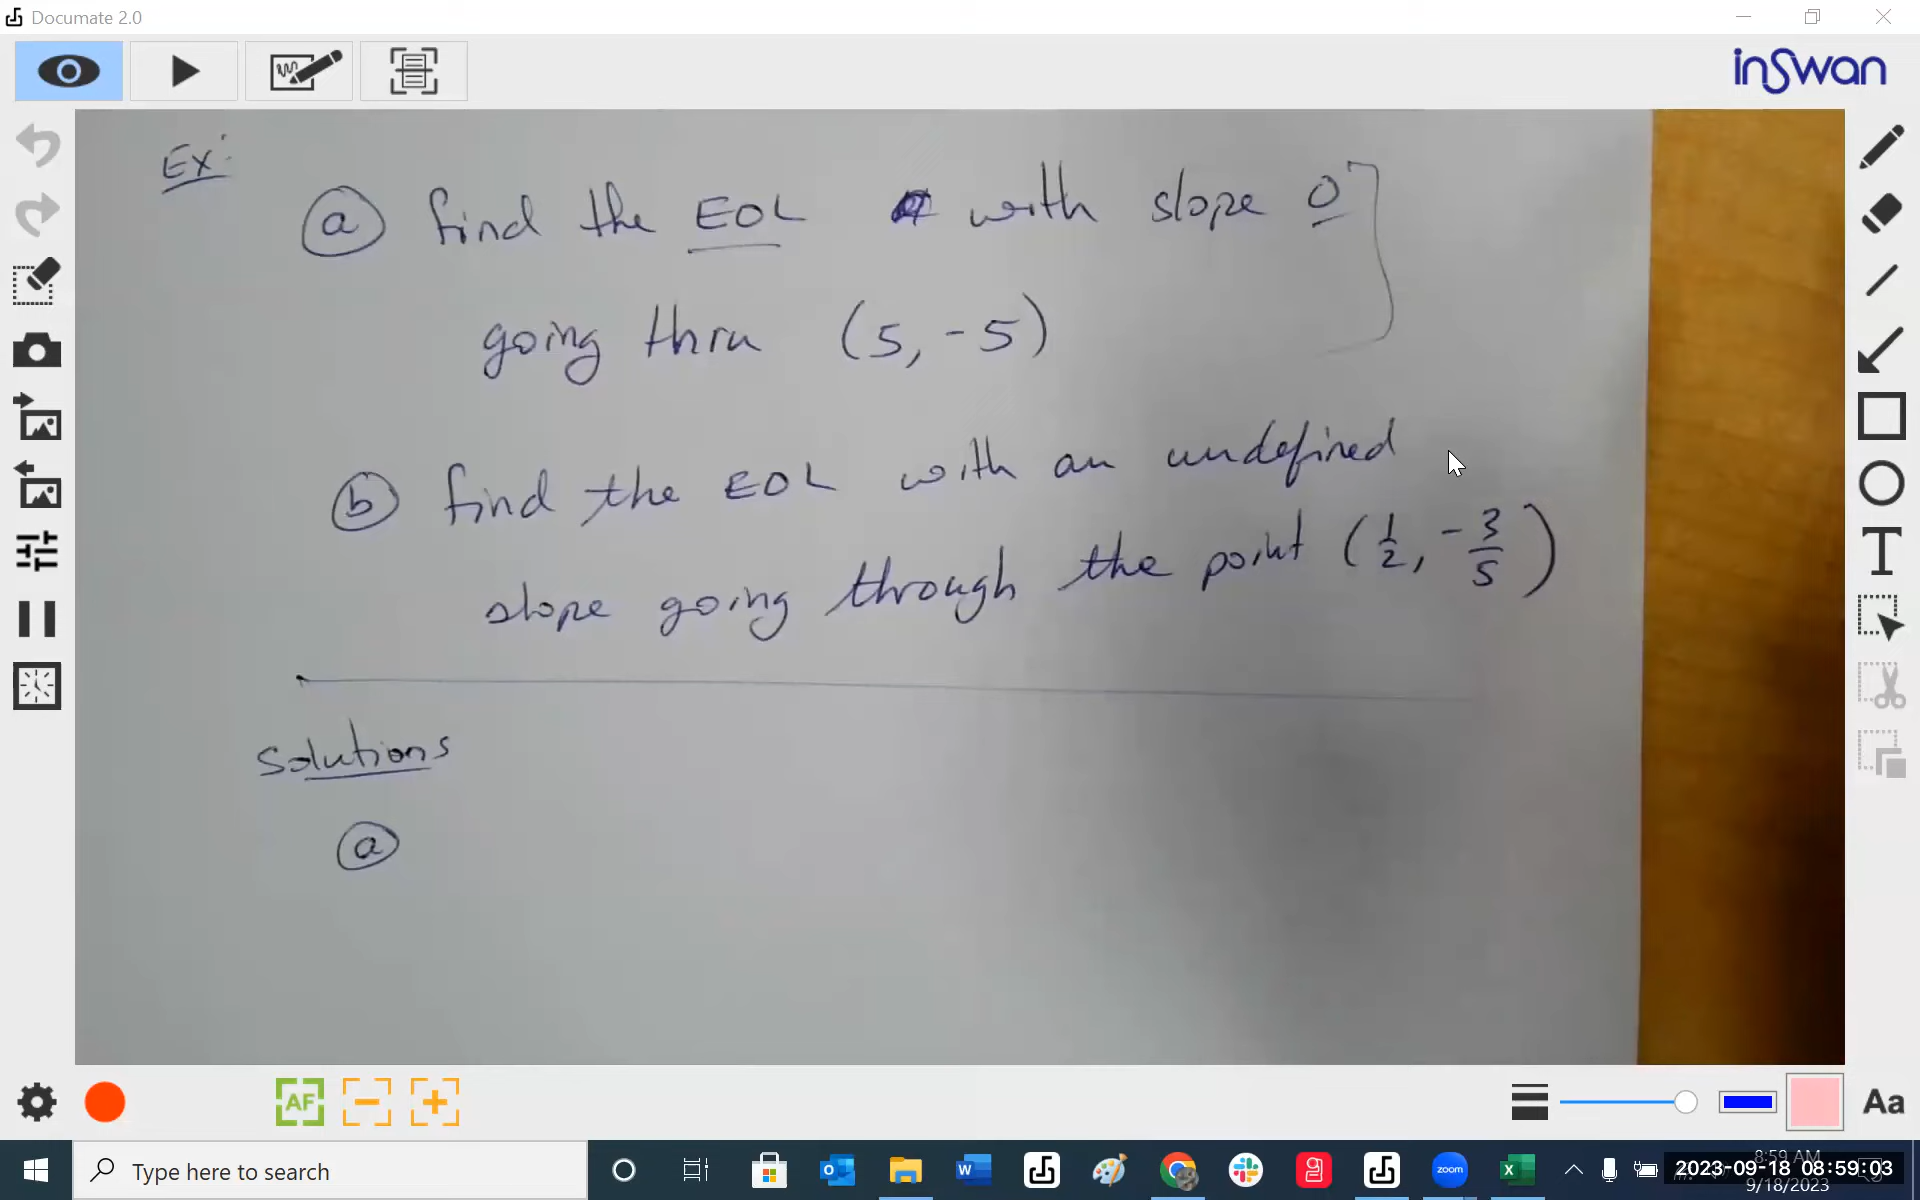 Documate 2.0
inSwan
Ex:
(a) find the EOL with slope 0
going thru (5, -5)
(b) find the EOL with an undefined
slope going through the point (1/2, -3/5)
Solutions
(a)
T
AF
Aa
Type here to search
zoom
8:59 AM
2023-09-18 08:59:03
9/18/2023